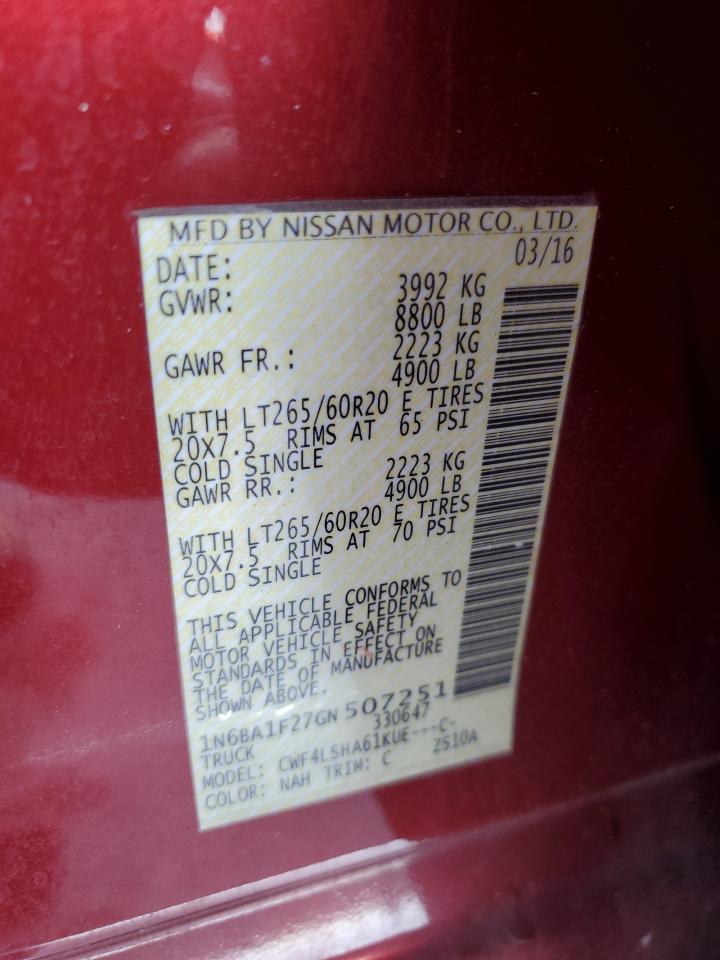 MFD BY NISSAN MOTOR CO., LTD.
DATE: 03/16
GVWR: 3992 KG
8800 LB
GAWR FR.: 2223 KG
4900 LB
WITH LT265/60R20 E TIRES
20X7.5 RIMS AT 65 PSI
COLD SINGLE
GAWR RR.: 2223 KG
4900 LB
WITH LT265/60R20 E TIRES
20X7.5 RIMS AT 70 PSI
COLD SINGLE
THIS VEHICLE CONFORMS TO
ALL APPLICABLE FEDERAL
MOTOR VEHICLE SAFETY
STANDARDS IN EFFECT ON
THE DATE OF MANUFACTURE
SHOWN ABOVE.
1N6BA1F27GN507251
TRUCK 330647
MODEL: CWF4LSHA61KUE---C-
COLOR: NAH TRIM: C 2S10A